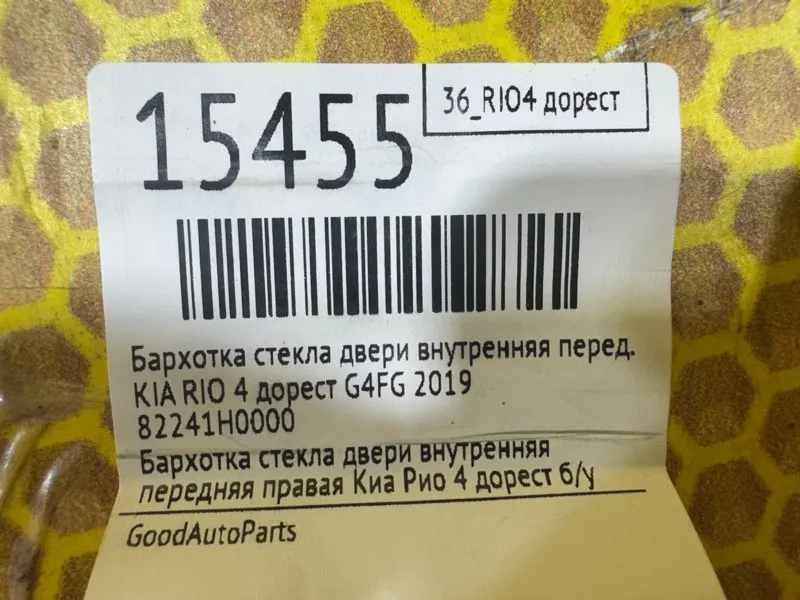 15455
36_RIO4 дорест
Бархотка стекла двери внутренняя перед.
KIA RIO 4 дорест G4FG 2019
82241H0000
Бархотка стекла двери внутренняя
передняя правая Киа Рио 4 дорест б/у
GoodAutoParts